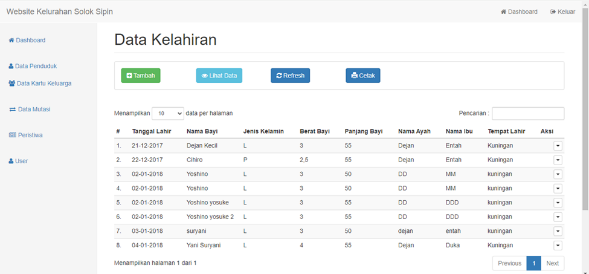 Website Kelurahan Solok Sipin Dashboard Keluar
Dashboard
Data Penduduk
Data Kartu Keluarga
Data Mutasi
Peristiwa
User
Data Kelahiran
Tambah Lihat Data Refresh Cetak
Menampilkan 10 data per halaman Pencarian :
# Tanggal Lahir Nama Bayi Jenis Kelamin Berat Bayi Panjang Bayi Nama Ayah Nama Ibu Tempat Lahir Aksi
1. 21-12-2017 Dejan Kecil L 3 55 Dejan Entah Kuningan
2. 22-12-2017 Cihiro P 2,5 55 Dejan Entah Kuningan
3. 02-01-2018 Yoshino L 3 50 DD MM kuningan
4. 02-01-2018 Yoshino L 3 50 DD MM kuningan
5. 02-01-2018 Yoshino yosuke L 3 55 DD DDD kuningan
6. 02-01-2018 Yoshino yosuke 2 L 3 55 DD DDD kuningan
7. 03-01-2018 suryani L 3 50 dejan entah kuningan
8. 04-01-2018 Yani Suryani L 4 55 Dejan Duka Kuningan
Menampilkan halaman 1 dari 1 Previous 1 Next